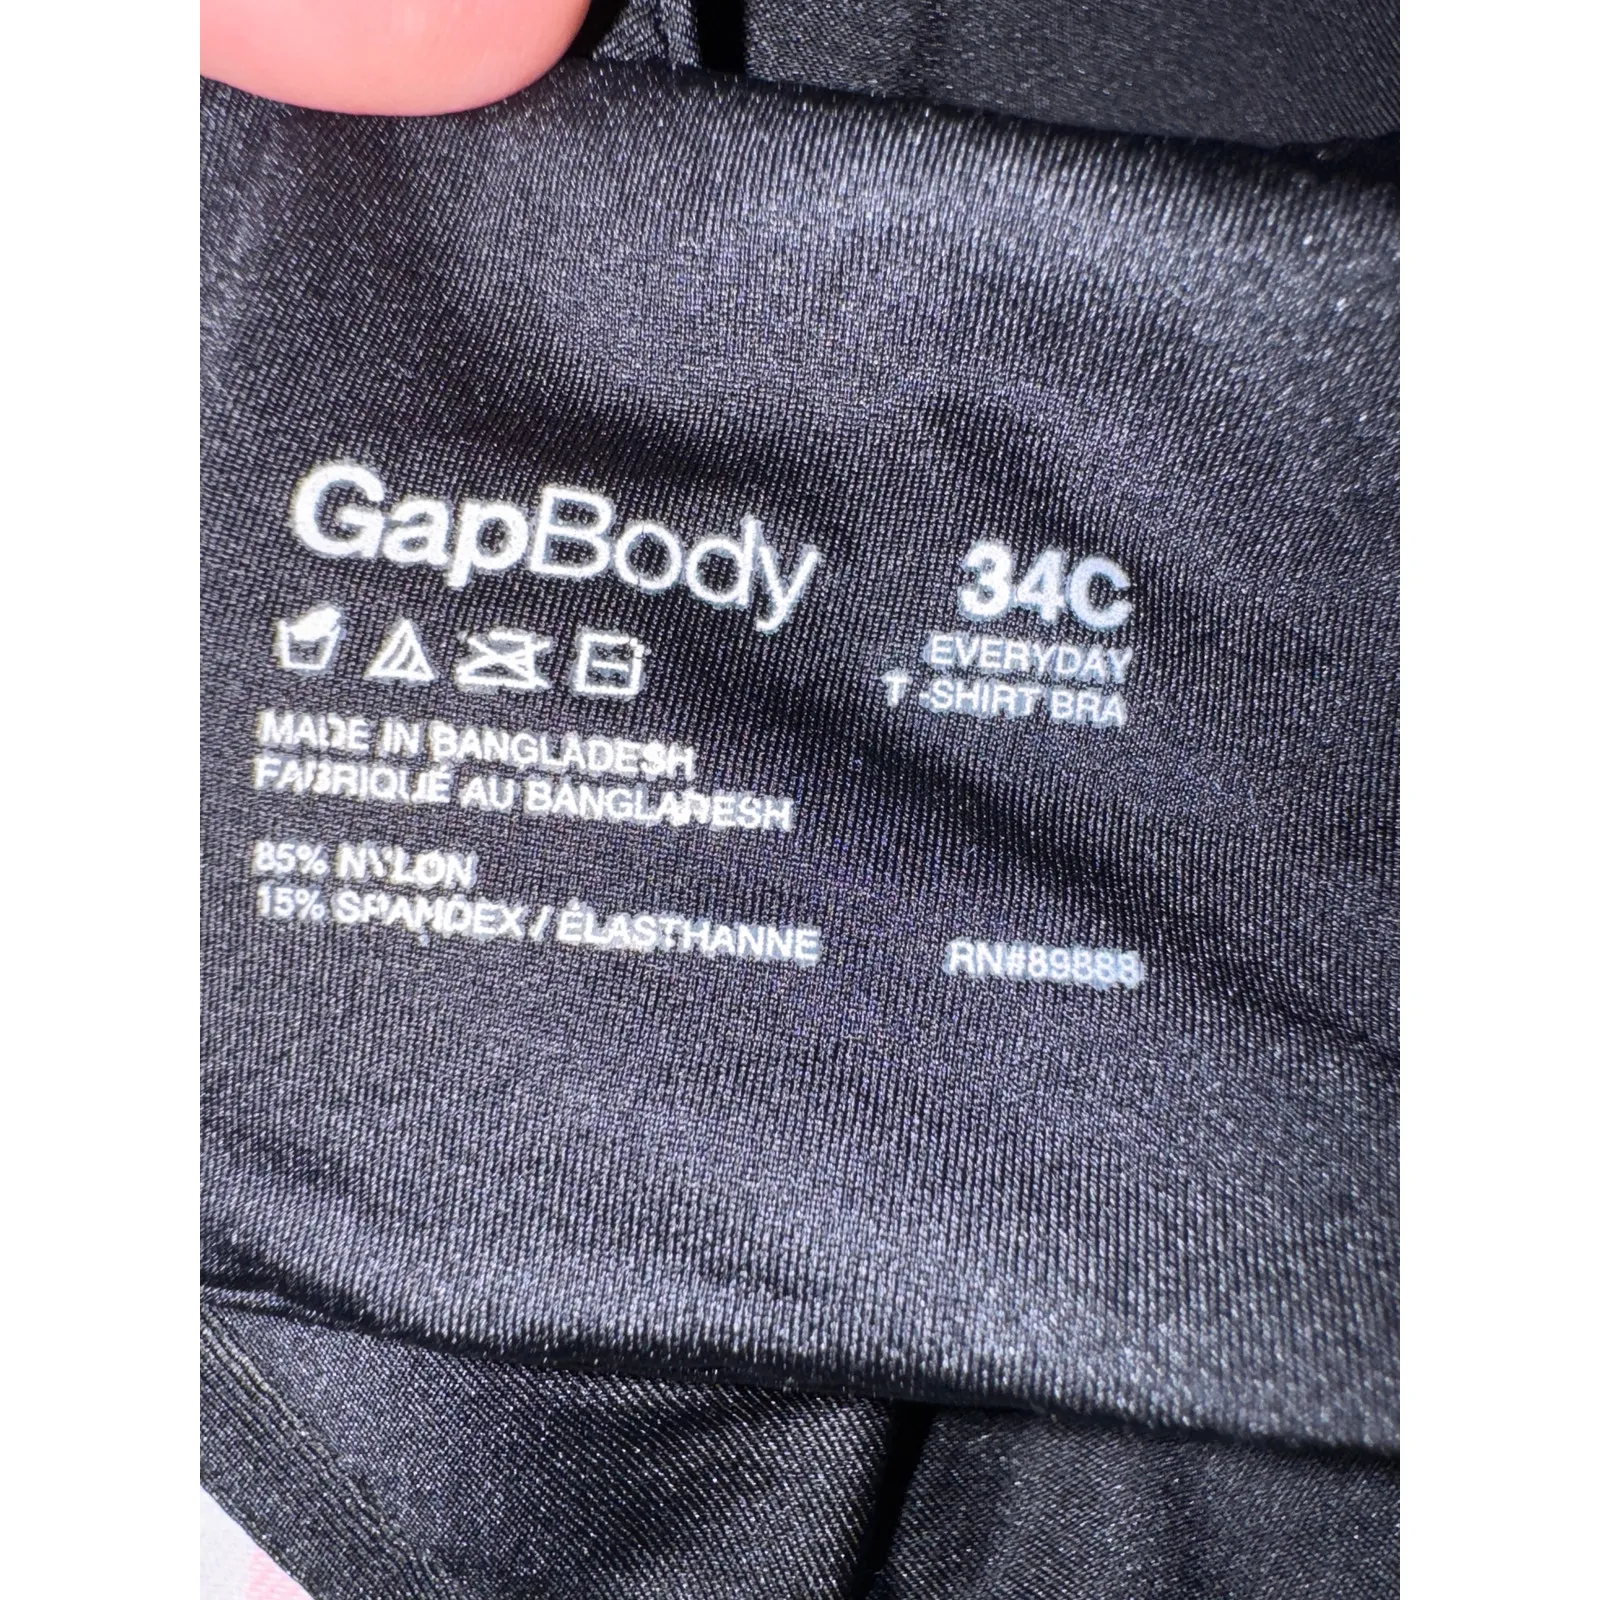 GapBody
34C
EVERYDAY
T-SHIRT BRA
MADE IN BANGLADESH
FABRIQUÉ AU BANGLADESH
85% NYLON
15% SPANDEX / ÉLASTHANNE
RN#89888